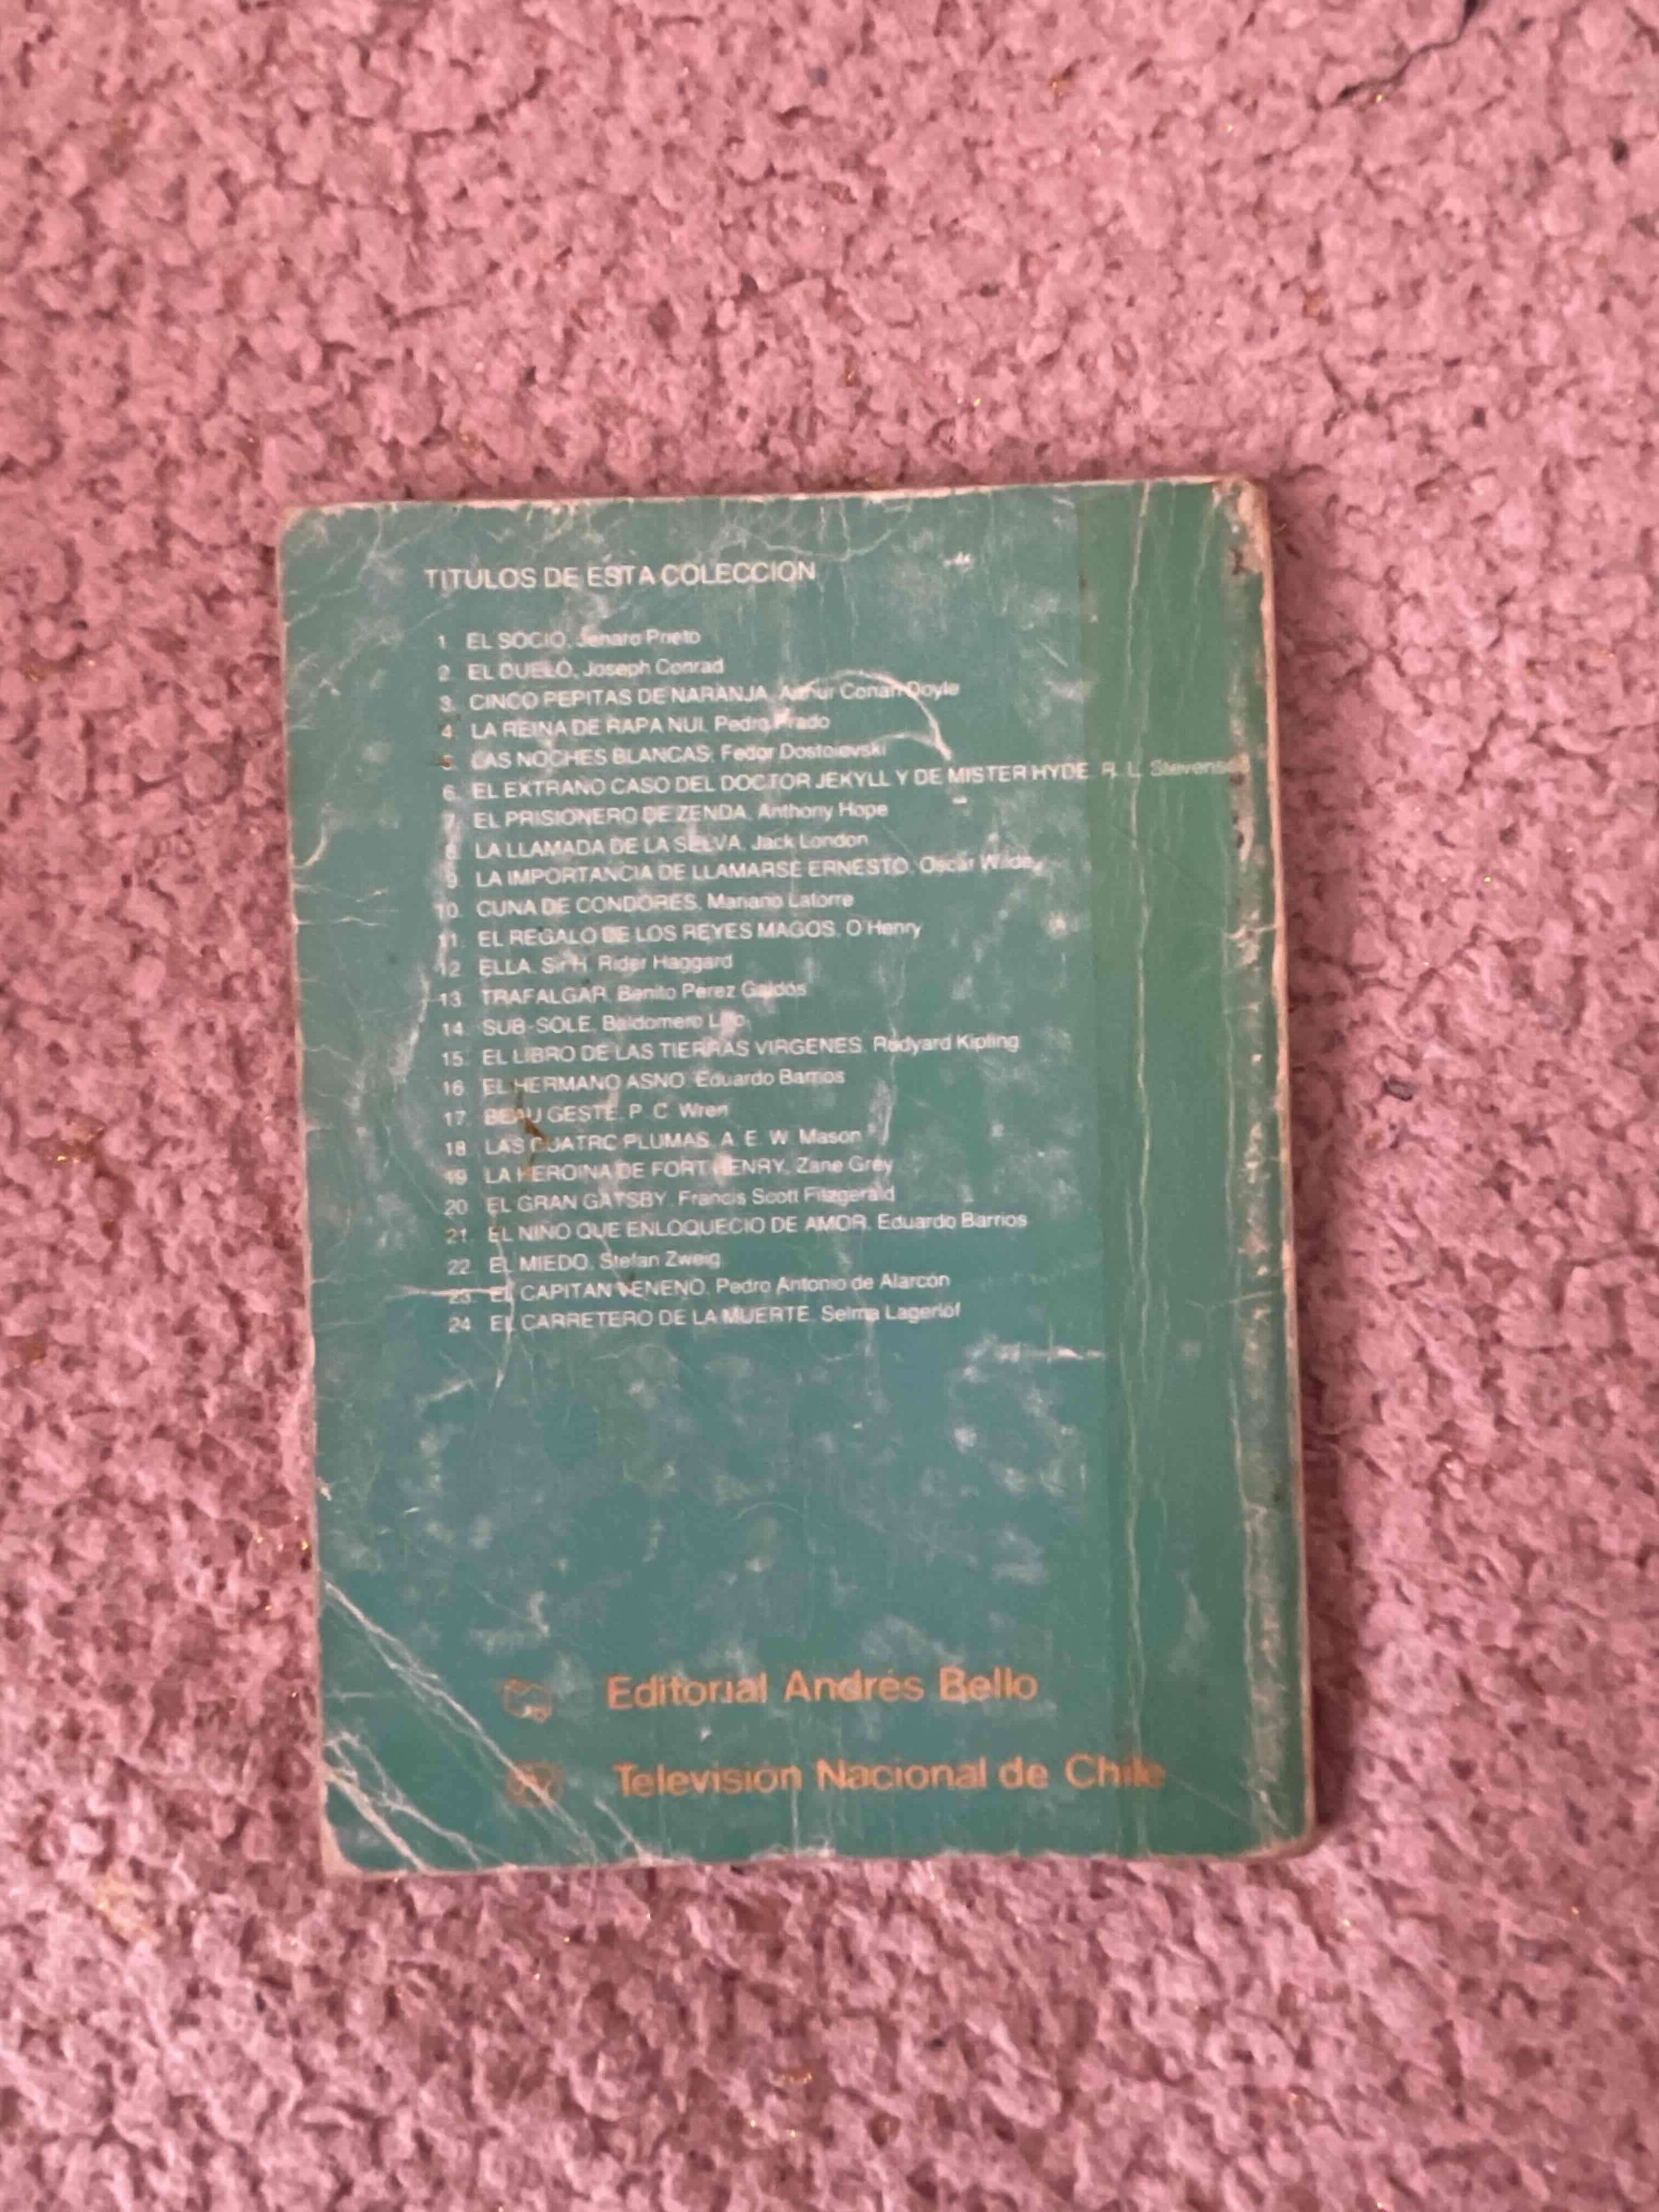 TITULOS DE ESTA COLECCION
1. EL SOCIO. Jenaro Prieto
2. EL DUELO. Joseph Conrad
3. CINCO PEPITAS DE NARANJA. Arthur Conan Doyle
4. LA REINA DE RAPA NUI. Pedro Prado
5. LAS NOCHES BLANCAS. Fedor Dostoievski
6. EL EXTRAÑO CASO DEL DOCTOR JEKYLL Y DE MISTER HYDE. R. L. Stevenson
7. EL PRISIONERO DE ZENDA. Anthony Hope
8. LA LLAMADA DE LA SELVA. Jack London
9. LA IMPORTANCIA DE LLAMARSE ERNESTO. Oscar Wilde
10. CUNA DE CONDORES. Mariano Latorre
11. EL REGALO DE LOS REYES MAGOS. O'Henry
12. ELLA. Sir H. Rider Haggard
13. TRAFALGAR. Benito Pérez Galdós
14. SUB-SOLE. Baldomero Lillo
15. EL LIBRO DE LAS TIERRAS VIRGENES. Rudyard Kipling
16. EL HERMANO ASNO. Eduardo Barrios
17. BEAU GESTE. P. C. Wren
18. LAS CUATRO PLUMAS. A. E. W. Mason
19. LA HEROINA DE FORT HENRY. Zane Grey
20. EL GRAN GATSBY. Francis Scott Fitzgerald
21. EL NIÑO QUE ENLOQUECIO DE AMOR. Eduardo Barrios
22. EL MIEDO. Stefan Zweig
23. EL CAPITAN VENENO. Pedro Antonio de Alarcón
24. EL CARRETERO DE LA MUERTE. Selma Lagerlöf
Editorial Andrés Bello
Televisión Nacional de Chile